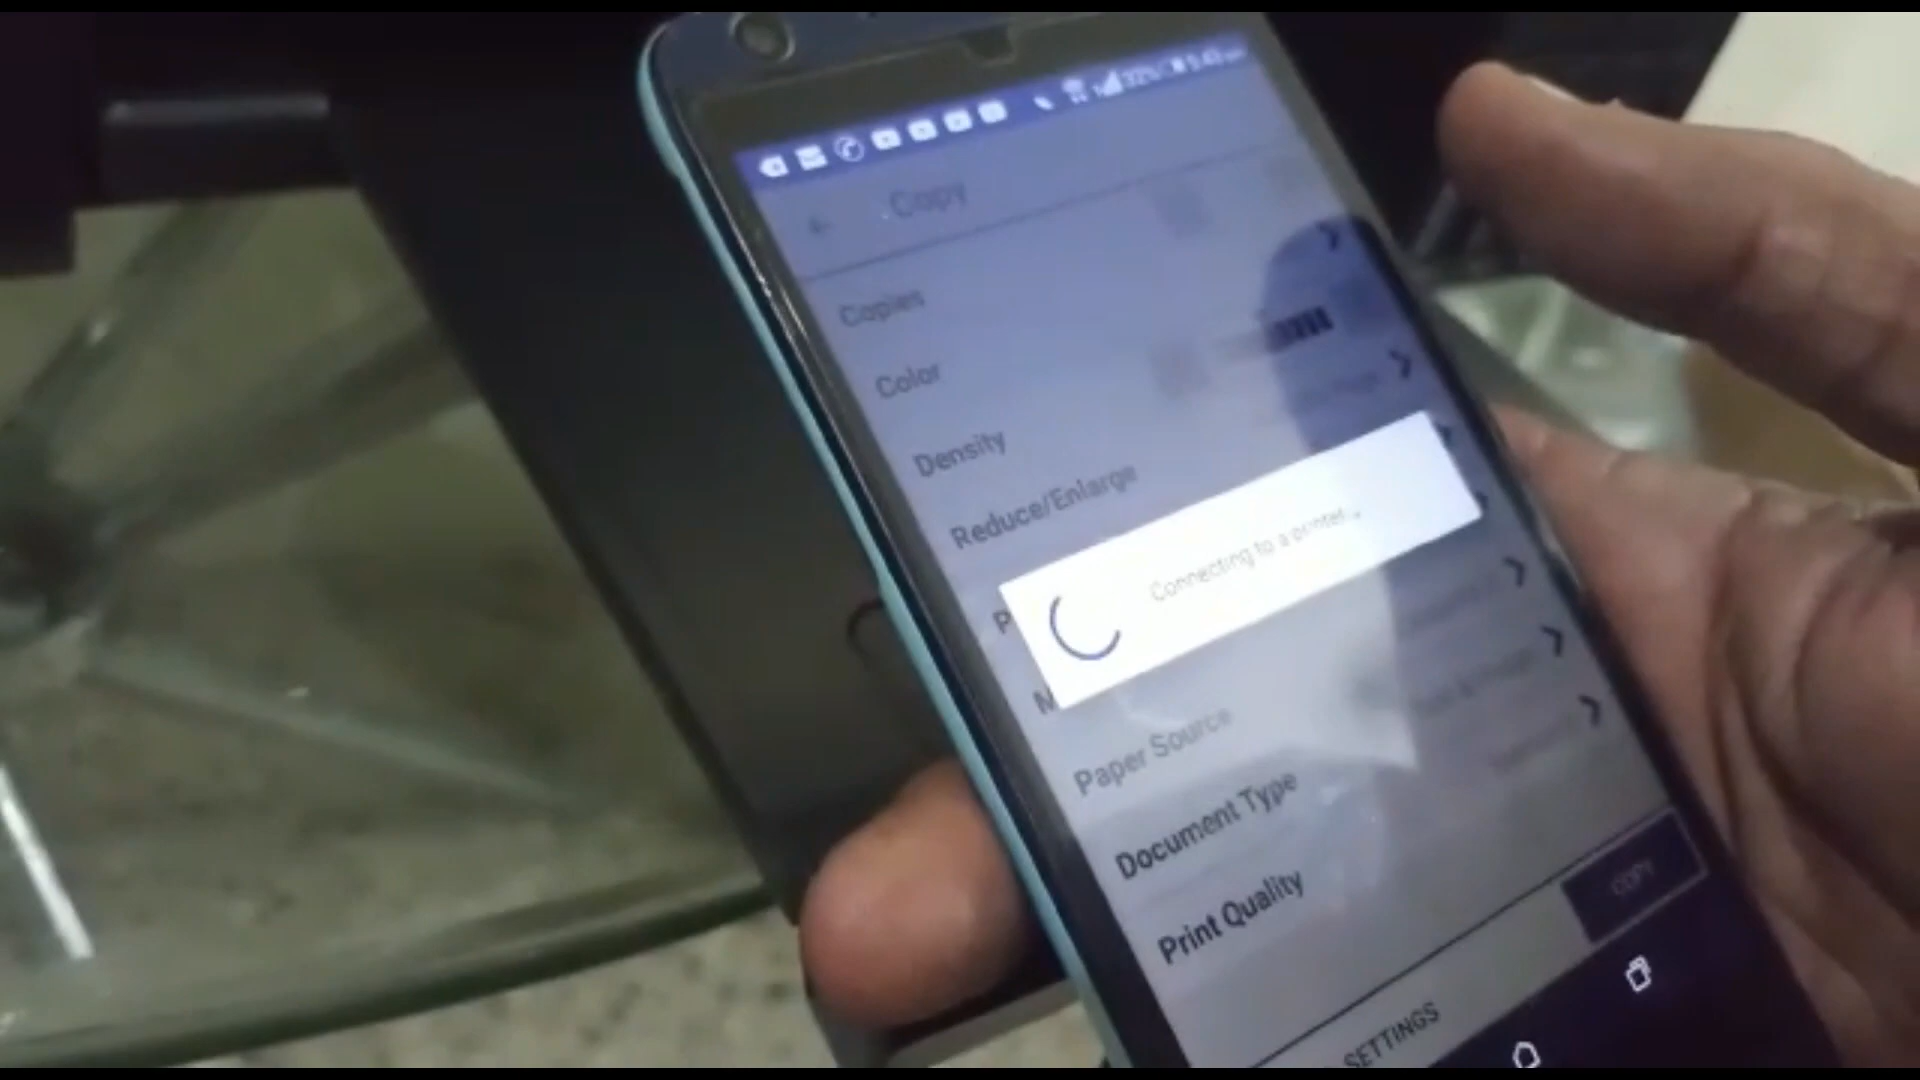 Copy
Copies
Color
Density
Reduce/Enlarge
Connecting to a printer...
P
M
Paper Source
Document Type
Print Quality
COPY
SETTINGS